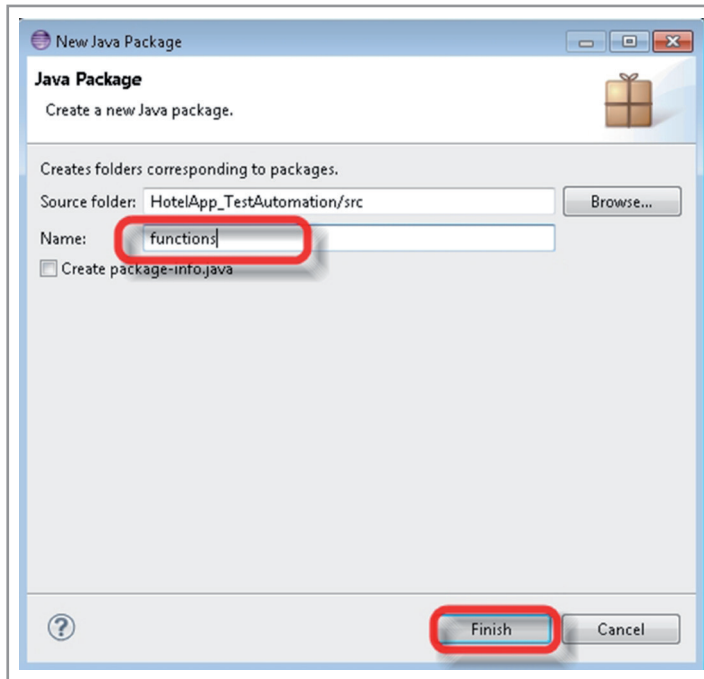 New Java Package
Java Package
Create a new Java package.
Creates folders corresponding to packages.
Source folder: HotelApp_TestAutomation/src Browse...
Name: functions
Create package-info.java
? Finish Cancel